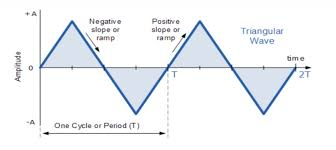 +A
Negative
slope or
ramp
Positive
slope or
ramp
Triangular
Wave
Amplitude
0
time
T
2T
-A
One Cycle or Period (T)